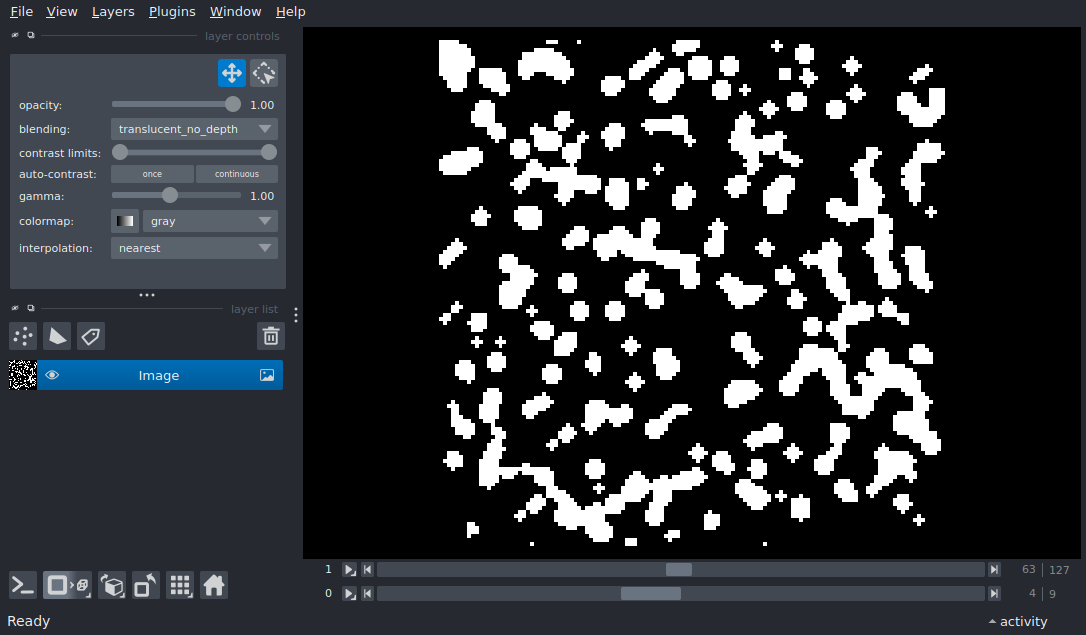 File View Layers Plugins Window Help
layer controls
opacity: 1.00
blending: translucent_no_depth
contrast limits:
auto-contrast: once continuous
gamma: 1.00
colormap: gray
interpolation: nearest
layer list
Image
1 63 127
0 4 9
Ready activity